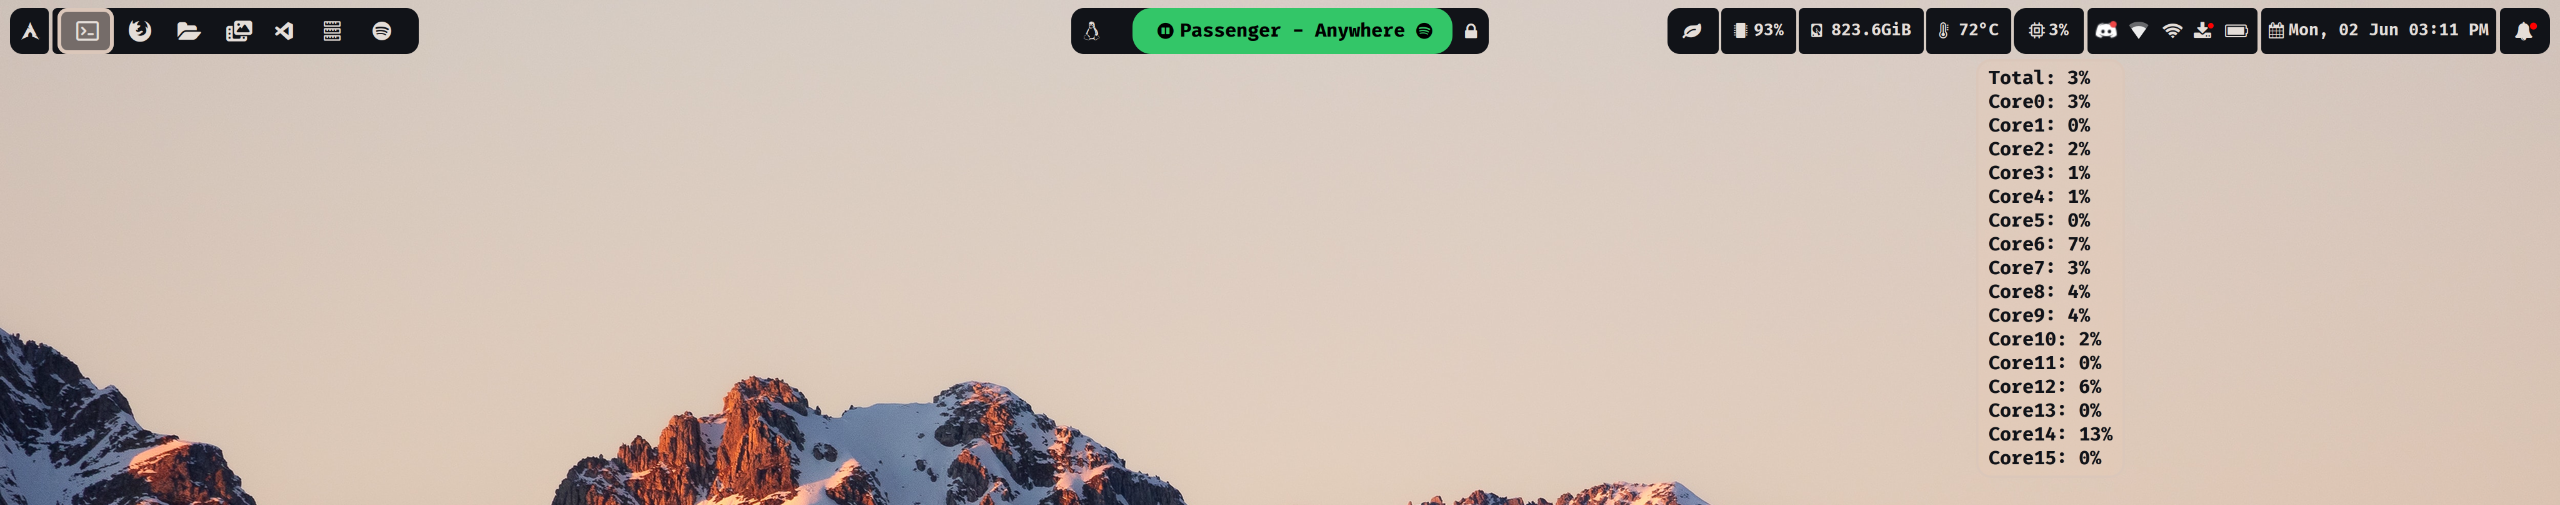 Passenger - Anywhere
93%
823.6GiB
72°C
3%
Mon, 02 Jun 03:11 PM
Total: 3%
Core0: 3%
Core1: 0%
Core2: 2%
Core3: 1%
Core4: 1%
Core5: 0%
Core6: 7%
Core7: 3%
Core8: 4%
Core9: 4%
Core10: 2%
Core11: 0%
Core12: 6%
Core13: 0%
Core14: 13%
Core15: 0%